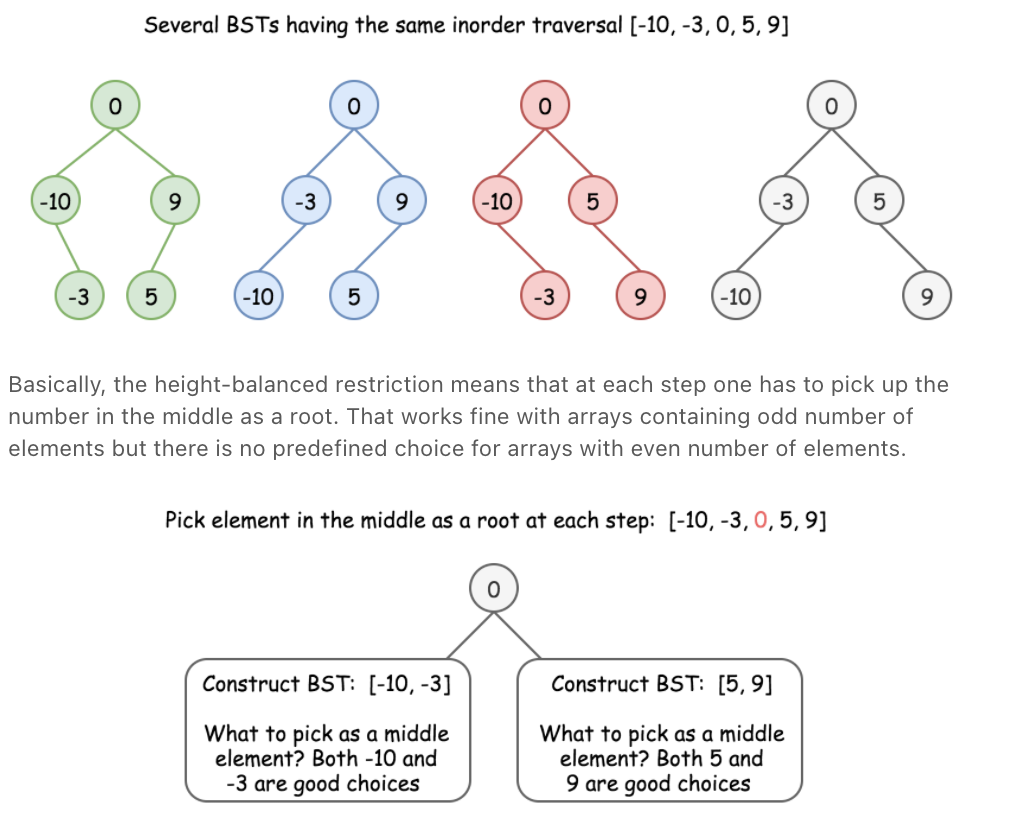 Several BSTs having the same inorder traversal [-10, -3, 0, 5, 9]
0 0 0 0
-10 9 -3 9 -10 5 -3 5
-3 5 -10 5 -3 9 -10 9
Basically, the height-balanced restriction means that at each step one has to pick up the
number in the middle as a root. That works fine with arrays containing odd number of
elements but there is no predefined choice for arrays with even number of elements.
Pick element in the middle as a root at each step: [-10, -3, 0, 5, 9]
0
Construct BST: [-10, -3]
What to pick as a middle
element? Both -10 and
-3 are good choices
Construct BST: [5, 9]
What to pick as a middle
element? Both 5 and
9 are good choices